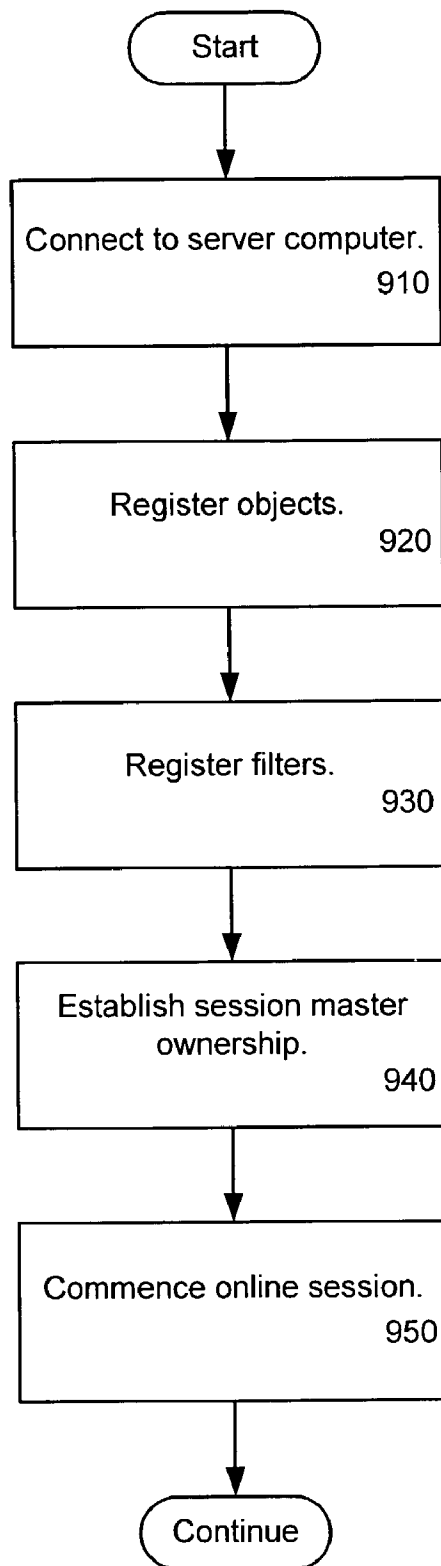 Start
Connect to server computer.
910
Register objects.
920
Register filters.
930
Establish session master
ownership.
940
Commence online session.
950
Continue